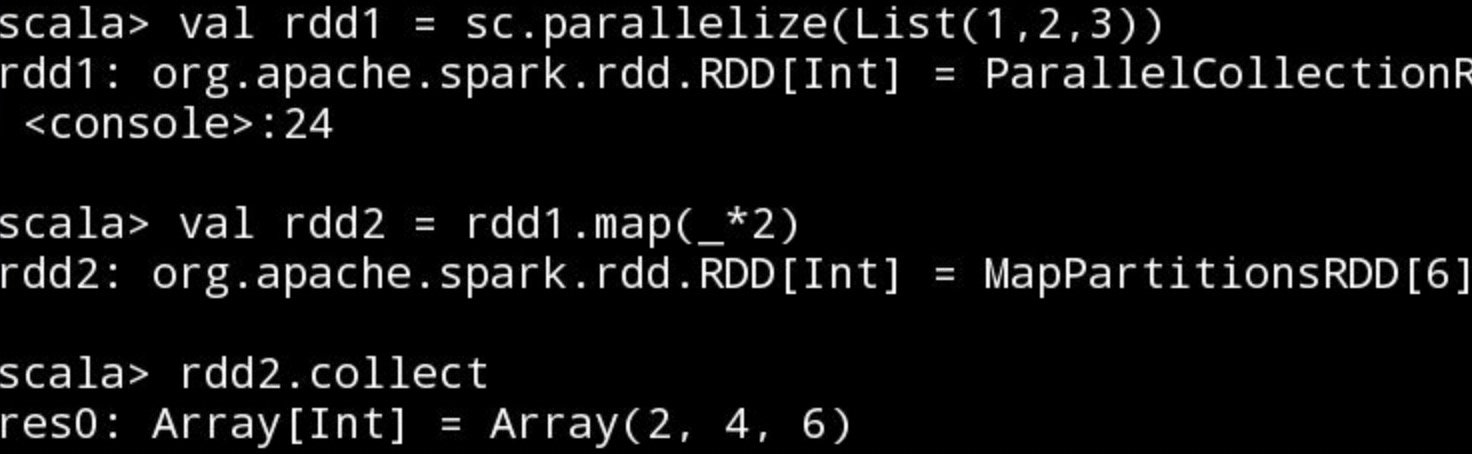 scala> val rdd1 = sc.parallelize(List(1,2,3))
rdd1: org.apache.spark.rdd.RDD[Int] = ParallelCollectionR
<console>:24
scala> val rdd2 = rdd1.map(_*2)
rdd2: org.apache.spark.rdd.RDD[Int] = MapPartitionsRDD[6]
scala> rdd2.collect
res0: Array[Int] = Array(2, 4, 6)